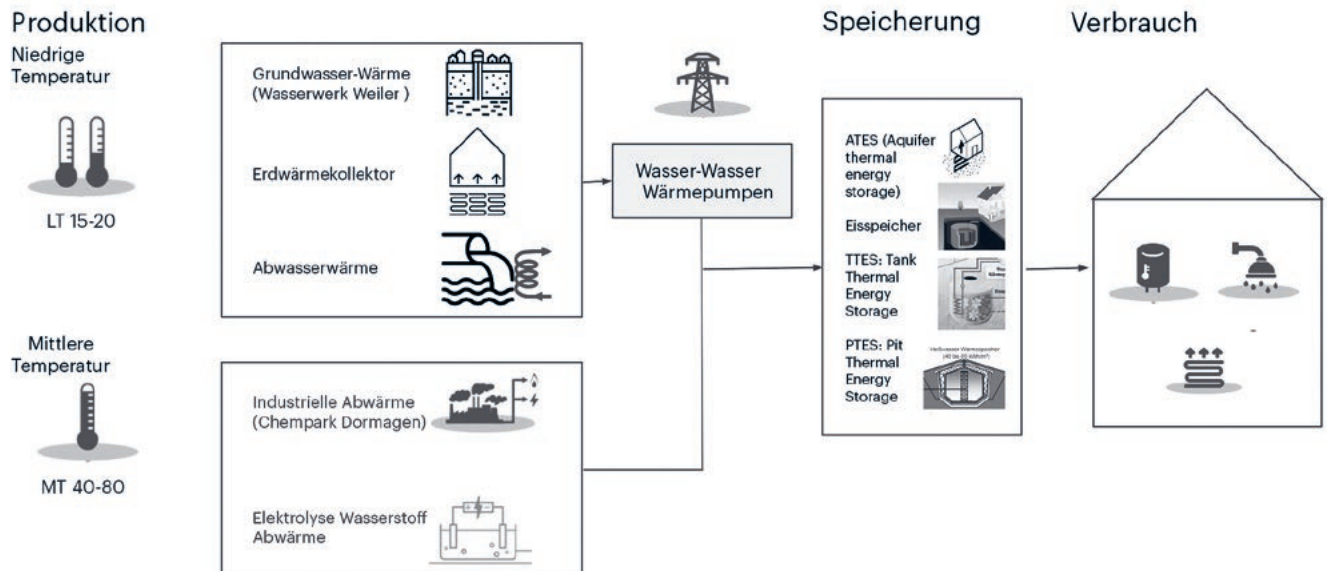 Produktion
Niedrige
Temperatur
LT 15-20
Mittlere
Temperatur
MT 40-80
Grundwasser-Wärme
(Wasserwerk Weiler )
Erdwärmekollektor
Abwasserwärme
Industrielle Abwärme
(Chempark Dormagen)
Elektrolyse Wasserstoff
Abwärme
Wasser-Wasser
Wärmepumpen
Speicherung
ATES (Aquifer
thermal
energy
storage)
Eisspeicher
TTES: Tank
Thermal
Energy
Storage
PTES: Pit
Thermal
Energy
Storage
Verbrauch